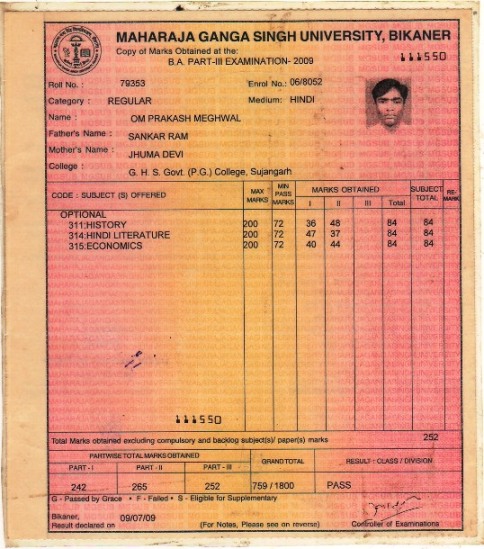 MAHARAJA GANGA SINGH UNIVERSITY, BIKANER
Copy of Marks Obtained at the:
B.A. PART-III EXAMINATION- 2009
111550
Roll No. : 79353 Enrol No.: 06/8052
Category : REGULAR Medium: HINDI
Name : OM PRAKASH MEGHWAL
Father's Name : SANKAR RAM
Mother's Name : JHUMA DEVI
College : G. H. S. Govt. (P.G.) College, Sujangarh
CODE : SUBJECT (S) OFFERED MAX MARKS MIN PASS MARKS MARKS OBTAINED I II III Total SUBJECT TOTAL RE-MARK
OPTIONAL
311:HISTORY 200 72 36 48 84 84
314:HINDI LITERATURE 200 72 47 37 84 84
315:ECONOMICS 200 72 40 44 84 84
111550
Total Marks obtained excluding compulsory and backlog subject(s)/ paper(s) marks 252
PARTWISE TOTAL MARKS OBTAINED GRAND TOTAL RESULT : CLASS / DIVISION
PART - I PART - II PART - III
242 265 252 759 / 1800 PASS
G - Passed by Grace • F - Failed • S - Eligible for Supplementary
Bikaner,
Result declared on 09/07/09 (For Notes, Please see on reverse) Controller of Examinations